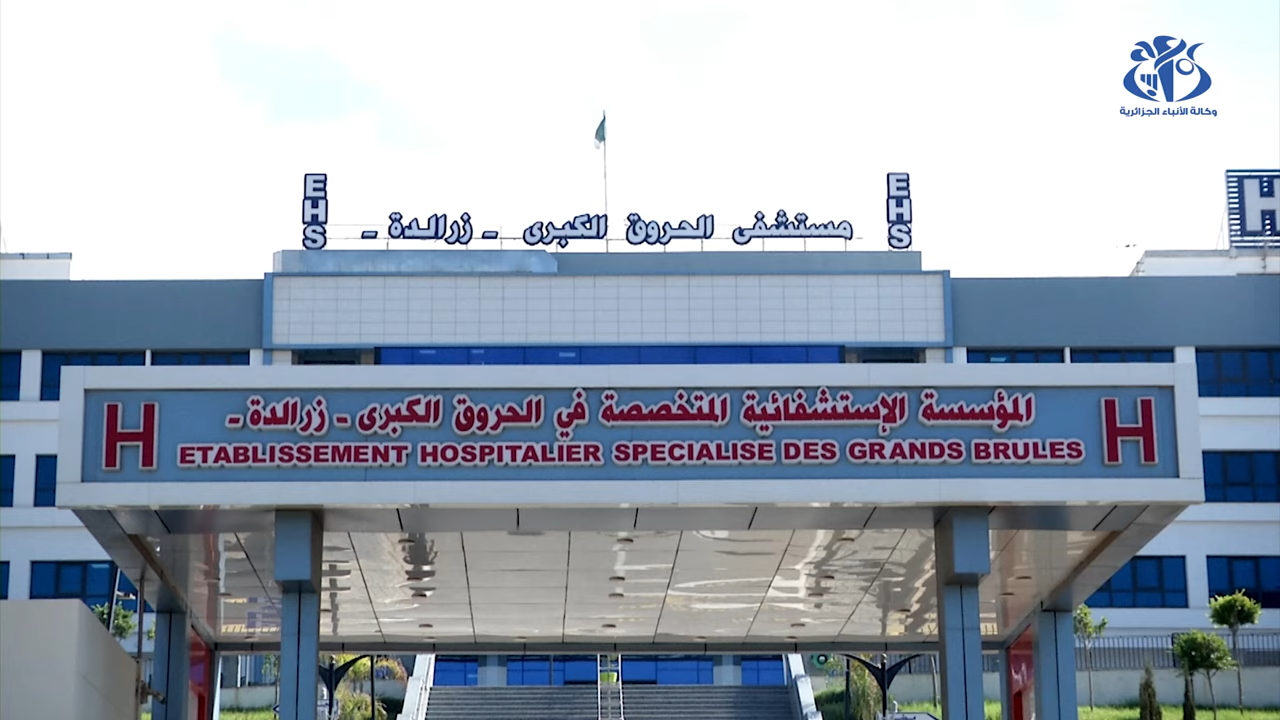 وكالة الأنباء الجزائرية
EHS
مستشفى الحروق الكبرى - زرالدة -
EHS
H
H
المؤسسة الإستشفائية المتخصصة في الحروق الكبرى - زرالدة -
ETABLISSEMENT HOSPITALIER SPECIALISE DES GRANDS BRULES
H